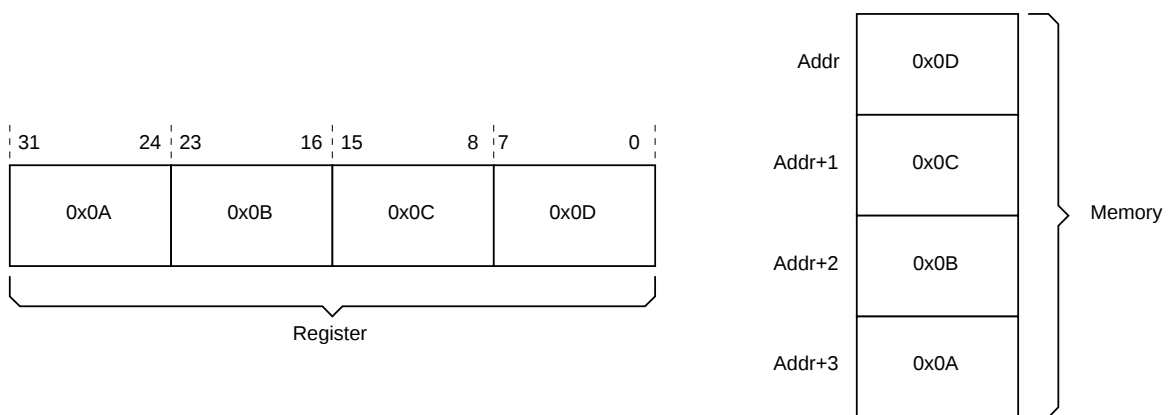 31 24 23 16 15 8 7 0
0x0A 0x0B 0x0C 0x0D
Register
Addr 0x0D
Addr+1 0x0C
Addr+2 0x0B
Addr+3 0x0A
Memory